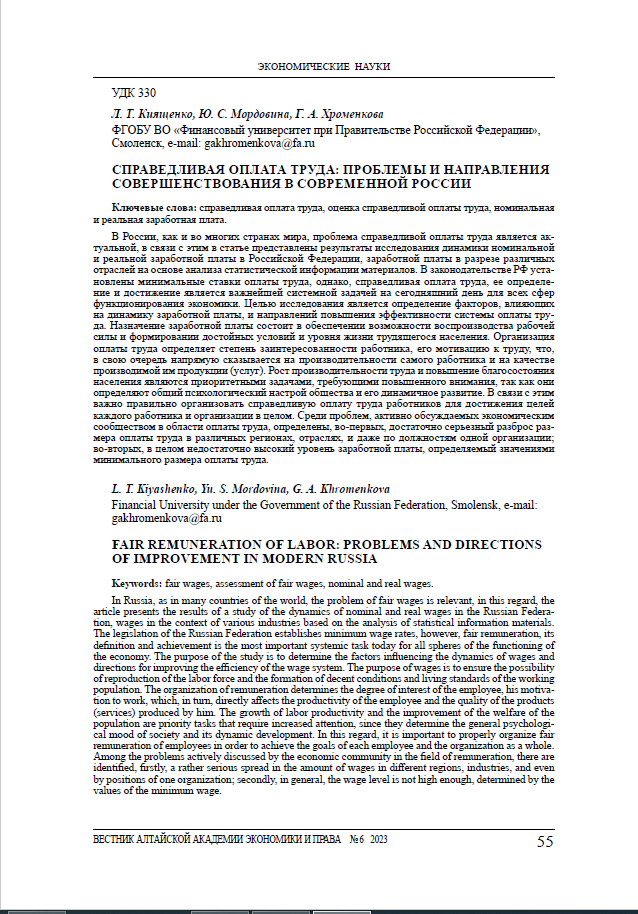 ЭКОНОМИЧЕСКИЕ НАУКИ
УДК 330
Л. Т. Киященко, Ю. С. Мордовина, Г. А. Хроменкова
ФГОБУ ВО «Финансовый университет при Правительстве Российской Федерации»,
Смоленск, e-mail: gakhromenkova@fa.ru
СПРАВЕДЛИВАЯ ОПЛАТА ТРУДА: ПРОБЛЕМЫ И НАПРАВЛЕНИЯ
СОВЕРШЕНСТВОВАНИЯ В СОВРЕМЕННОЙ РОССИИ
Ключевые слова: справедливая оплата труда, оценка справедливой оплаты труда, номинальная
и реальная заработная плата.
В России, как и во многих странах мира, проблема справедливой оплаты труда является ак-
туальной, в связи с этим в статье представлены результаты исследования динамики номинальной
и реальной заработной платы в Российской Федерации, заработной платы в разрезе различных
отраслей на основе анализа статистической информации материалов. В законодательстве РФ уста-
новлены минимальные ставки оплаты труда, однако, справедливая оплата труда, ее определе-
ние и достижение является важнейшей системной задачей на сегодняшний день для всех сфер
функционирования экономики. Целью исследования является определение факторов, влияющих
на динамику заработной платы, и направлений повышения эффективности системы оплаты тру-
да. Назначение заработной платы состоит в обеспечении возможности воспроизводства рабочей
силы и формировании достойных условий и уровня жизни трудящегося населения. Организация
оплаты труда определяет степень заинтересованности работника, его мотивацию к труду, что,
в свою очередь напрямую сказывается на производительности самого работника и на качестве
производимой им продукции (услуг). Рост производительности труда и повышение благосостояния
населения являются приоритетными задачами, требующими повышенного внимания, так как они
определяют общий психологический настрой общества и его динамичное развитие. В связи с этим
важно правильно организовать справедливую оплату труда работников для достижения целей
каждого работника и организации в целом. Среди проблем, активно обсуждаемых экономическим
сообществом в области оплаты труда, определены, во-первых, достаточно серьезный разброс раз-
мера оплаты труда в различных регионах, отраслях, и даже по должностям одной организации;
во-вторых, в целом недостаточно высокий уровень заработной платы, определяемый значениями
минимального размера оплаты труда.
L. T. Kiyashenko, Yu. S. Mordovina, G. A. Khromenkova
Financial University under the Government of the Russian Federation, Smolensk, e-mail:
gakhromenkova@fa.ru
FAIR REMUNERATION OF LABOR: PROBLEMS AND DIRECTIONS
OF IMPROVEMENT IN MODERN RUSSIA
Keywords: fair wages, assessment of fair wages, nominal and real wages.
In Russia, as in many countries of the world, the problem of fair wages is relevant, in this regard, the
article presents the results of a study of the dynamics of nominal and real wages in the Russian Federa-
tion, wages in the context of various industries based on the analysis of statistical information materials.
The legislation of the Russian Federation establishes minimum wage rates, however, fair remuneration, its
definition and achievement is the most important systemic task today for all spheres of the functioning of
the economy. The purpose of the study is to determine the factors influencing the dynamics of wages and
directions for improving the efficiency of the wage system. The purpose of wages is to ensure the possibility
of reproduction of the labor force and the formation of decent conditions and living standards of the working
population. The organization of remuneration determines the degree of interest of the employee, his motiva-
tion to work, which, in turn, directly affects the productivity of the employee and the quality of the products
(services) produced by him. The growth of labor productivity and the improvement of the welfare of the
population are priority tasks that require increased attention, since they determine the general psychologi-
cal mood of society and its dynamic development. In this regard, it is important to properly organize fair
remuneration of employees in order to achieve the goals of each employee and the organization as a whole.
Among the problems actively discussed by the economic community in the field of remuneration, there are
identified, firstly, a rather serious spread in the amount of wages in different regions, industries, and even
by positions of one organization; secondly, in general, the wage level is not high enough, determined by the
values of the minimum wage.
ВЕСТНИК АЛТАЙСКОЙ АКАДЕМИИ ЭКОНОМИКИ И ПРАВА № 6 2023 55